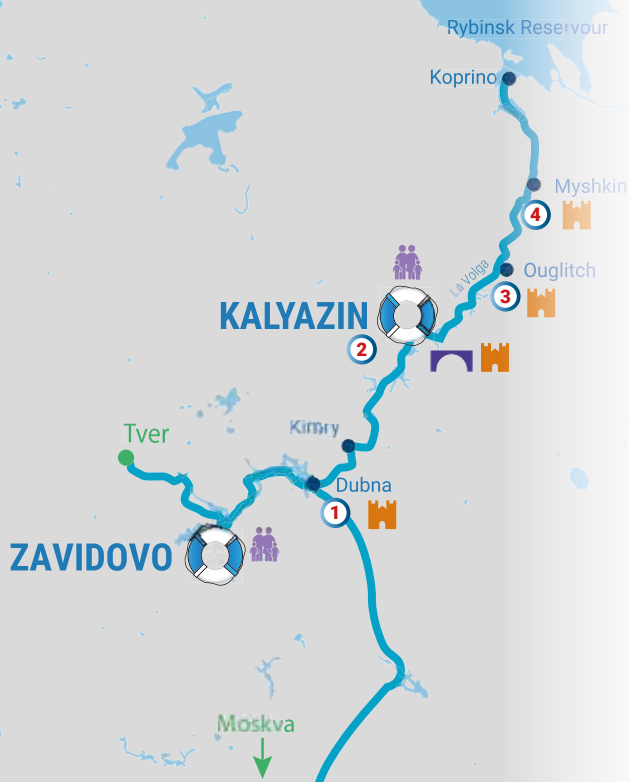 Rybinsk Reservour
Koprino
Myshkin
4
La Volga
Ouglitch
3
KALYAZIN
2
Kimry
Tver
Dubna
1
ZAVIDOVO
Moskva